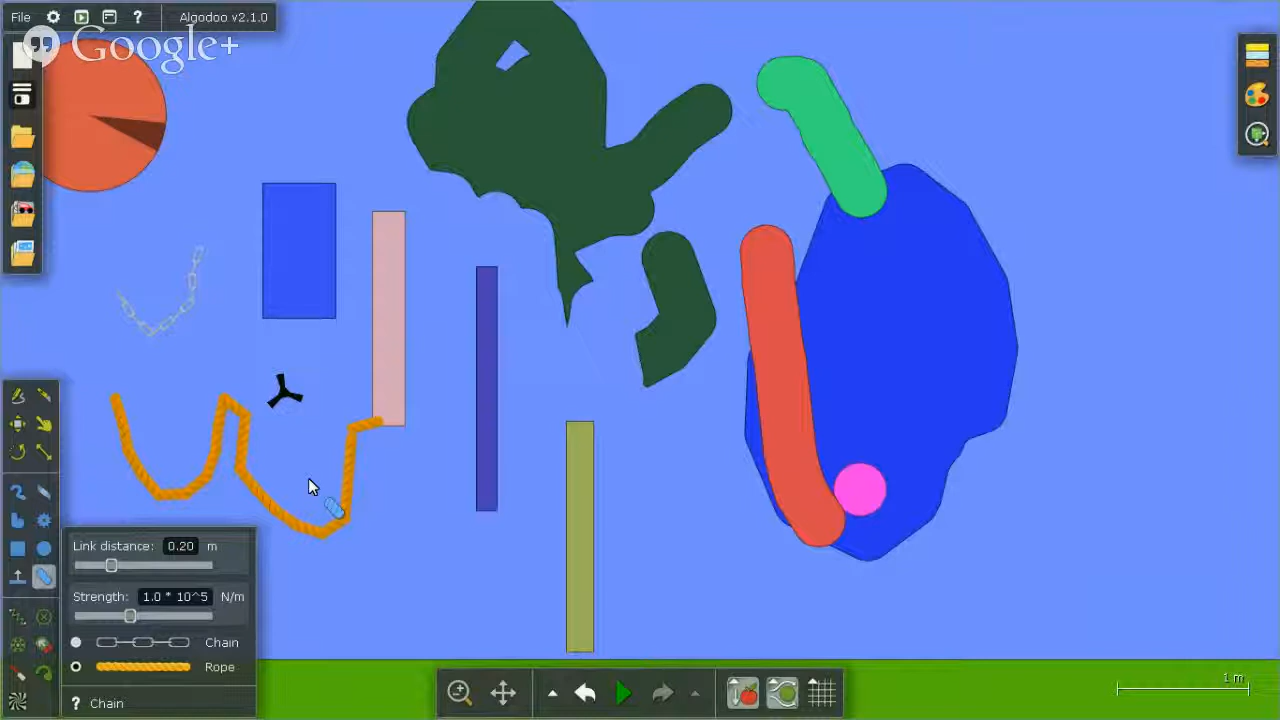 File ? Algodoo v2.1.0
Google+
Link distance: 0.20 m
Strength: 1.0 * 10^5 N/m
Chain
Rope
? Chain
1 m